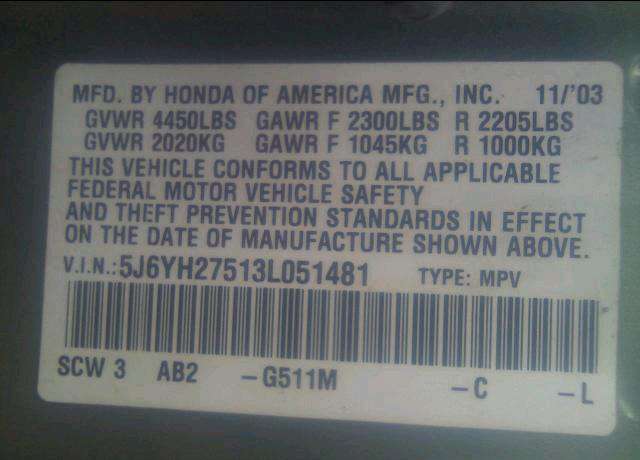 MFD. BY HONDA OF AMERICA MFG., INC. 11/'03
GVWR 4450LBS GAWR F 2300LBS R 2205LBS
GVWR 2020KG GAWR F 1045KG R 1000KG
THIS VEHICLE CONFORMS TO ALL APPLICABLE
FEDERAL MOTOR VEHICLE SAFETY
AND THEFT PREVENTION STANDARDS IN EFFECT
ON THE DATE OF MANUFACTURE SHOWN ABOVE.
V.I.N.:5J6YH27513L051481 TYPE: MPV
SCW 3 AB2 -G511M -C -L